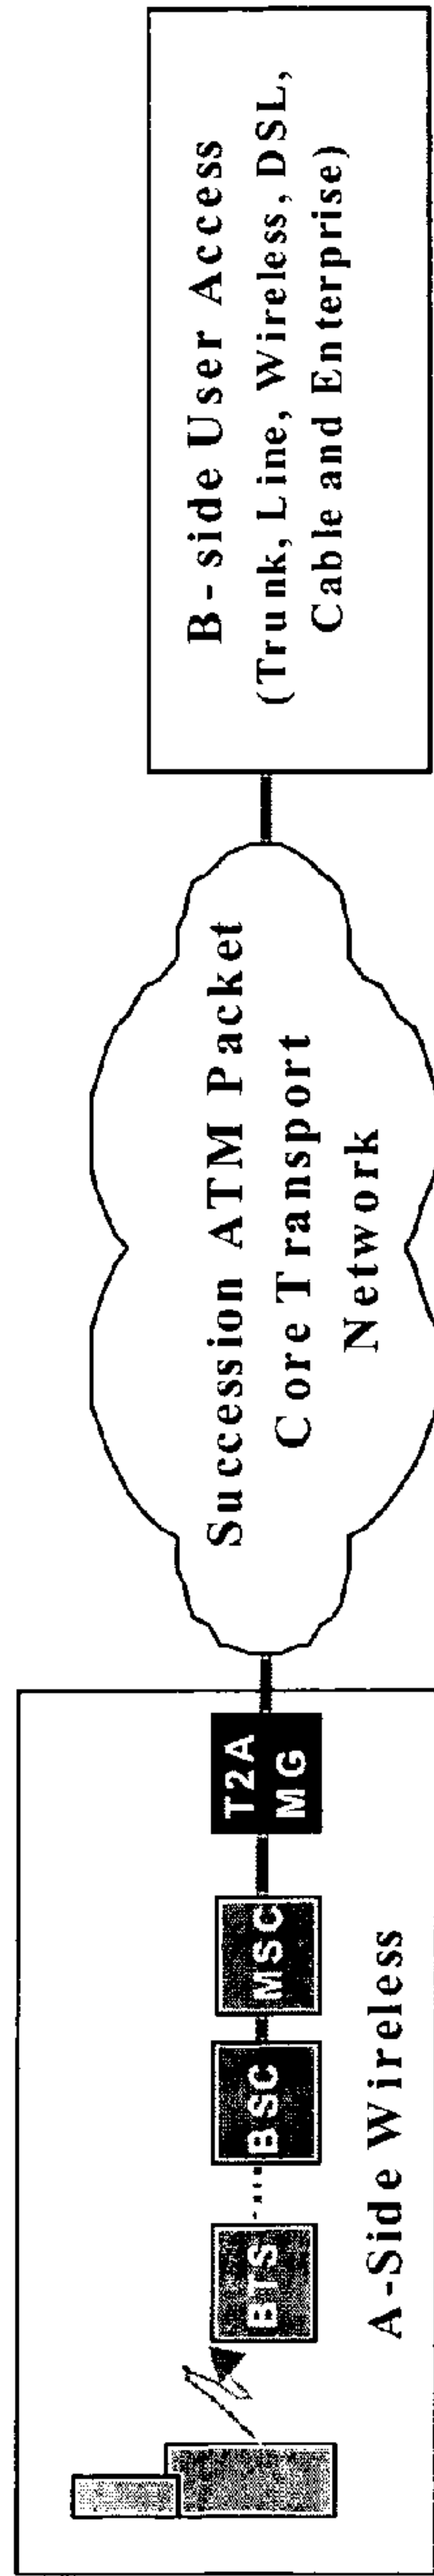 BTS
BSC
MSC
T2A
MG
A-Side Wireless
Succession ATM Packet
Core Transport
Network
B-side User Access
(Trunk, Line, Wireless, DSL,
Cable and Enterprise)